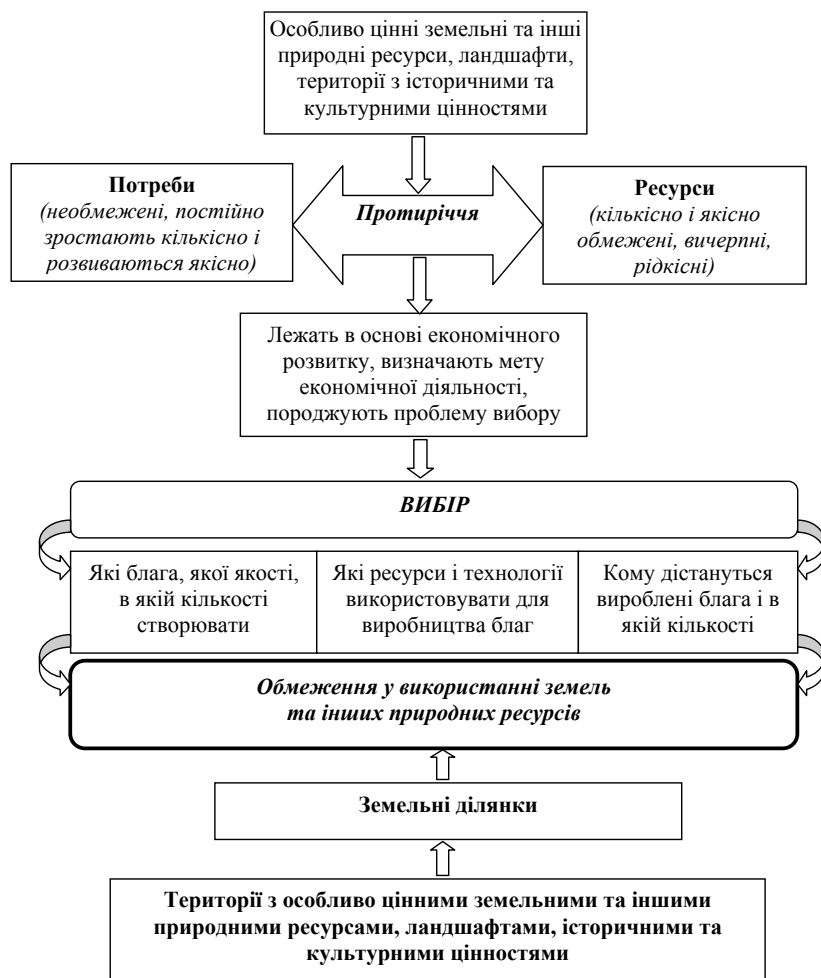 Особливо цінні земельні та інші
природні ресурси, ландшафти,
території з історичними та
культурними цінностями
Потреби
(необмежені, постійно
зростають кількісно і
розвиваються якісно)
Протиріччя
Ресурси
(кількісно і якісно
обмежені, вичерпні,
рідкісні)
Лежать в основі економічного
розвитку, визначають мету
економічної діяльності,
породжують проблему вибору
ВИБІР
Які блага, якої якості,
в якій кількості
створювати
Які ресурси і технології
використовувати для
виробництва благ
Кому дістануться
вироблені блага і в
якій кількості
Обмеження у використанні земель
та інших природних ресурсів
Земельні ділянки
Території з особливо цінними земельними та іншими
природними ресурсами, ландшафтами, історичними та
культурними цінностями